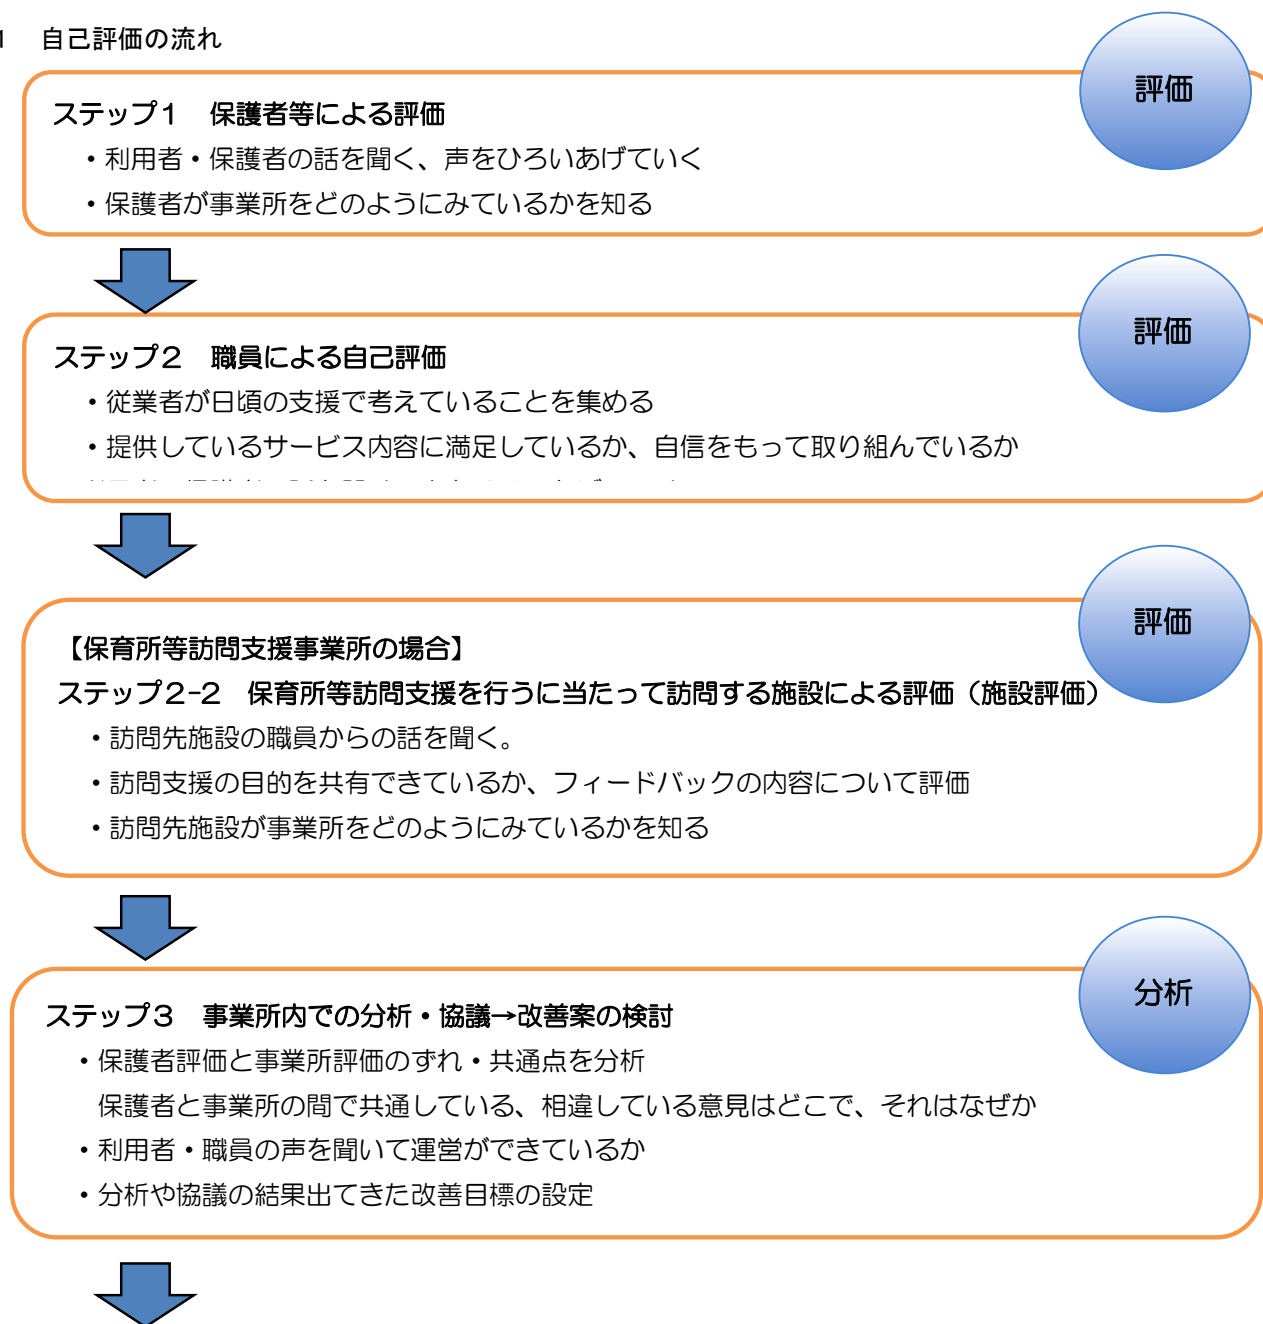 1 自己評価の流れ
評価
ステップ1 保護者等による評価
・利用者・保護者の話を聞く、声をひろいあげていく
・保護者が事業所をどのようにみているかを知る
評価
ステップ2 職員による自己評価
・従業者が日頃の支援で考えていることを集める
・提供しているサービス内容に満足しているか、自信をもって取り組んでいるか
評価
【保育所等訪問支援事業所の場合】
ステップ2-2 保育所等訪問支援を行うに当たって訪問する施設による評価（施設評価）
・訪問先施設の職員からの話を聞く。
・訪問支援の目的を共有できているか、フィードバックの内容について評価
・訪問先施設が事業所をどのようにみているかを知る
分析
ステップ3 事業所内での分析・協議→改善案の検討
・保護者評価と事業所評価のずれ・共通点を分析
保護者と事業所の間で共通している、相違している意見はどこで、それはなぜか
・利用者・職員の声を聞いて運営ができているか
・分析や協議の結果出てきた改善目標の設定